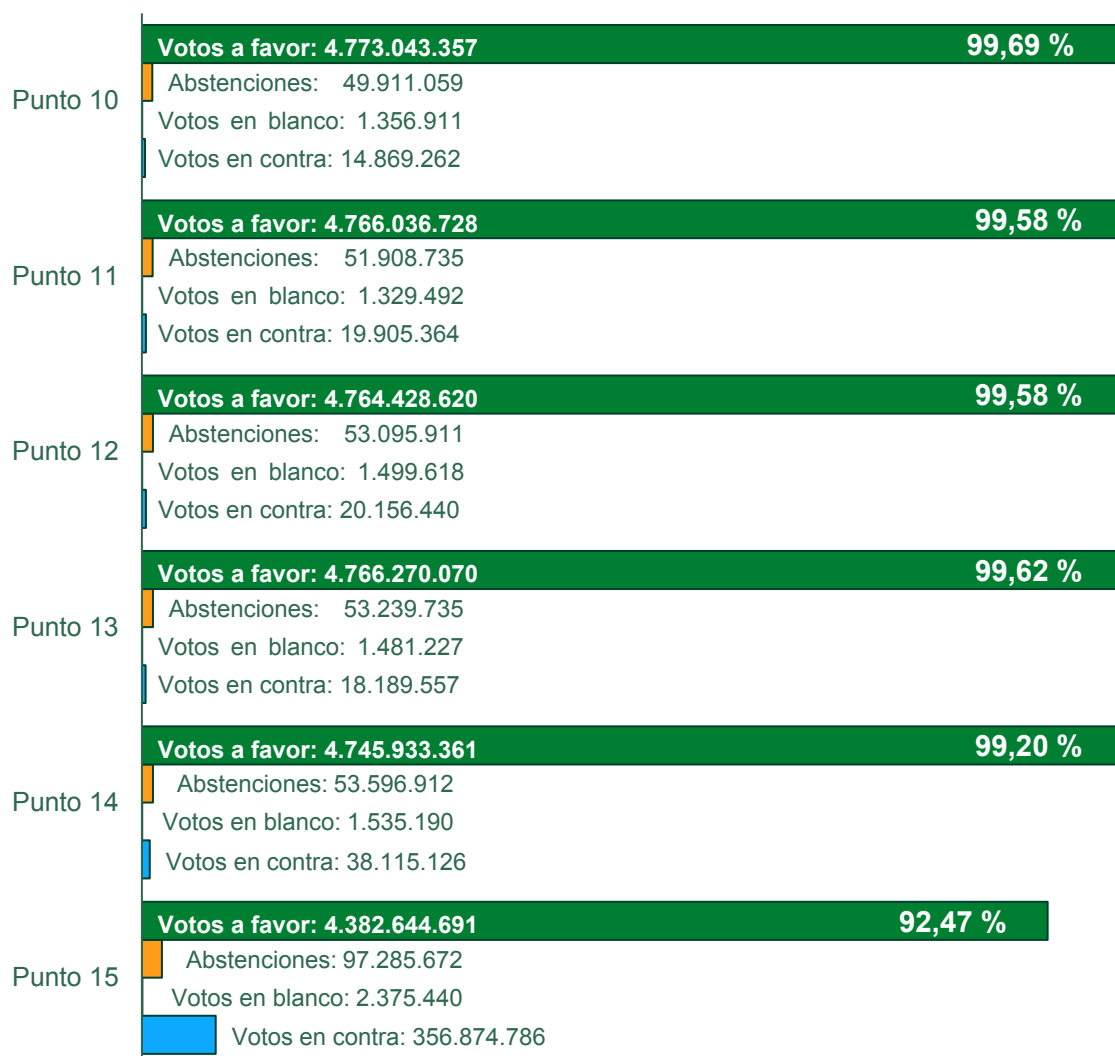 Votos a favor: 4.773.043.357 99,69 %
Punto 10
Abstenciones: 49.911.059
Votos en blanco: 1.356.911
Votos en contra: 14.869.262
Votos a favor: 4.766.036.728 99,58 %
Punto 11
Abstenciones: 51.908.735
Votos en blanco: 1.329.492
Votos en contra: 19.905.364
Votos a favor: 4.764.428.620 99,58 %
Punto 12
Abstenciones: 53.095.911
Votos en blanco: 1.499.618
Votos en contra: 20.156.440
Votos a favor: 4.766.270.070 99,62 %
Punto 13
Abstenciones: 53.239.735
Votos en blanco: 1.481.227
Votos en contra: 18.189.557
Votos a favor: 4.745.933.361 99,20 %
Punto 14
Abstenciones: 53.596.912
Votos en blanco: 1.535.190
Votos en contra: 38.115.126
Votos a favor: 4.382.644.691 92,47 %
Punto 15
Abstenciones: 97.285.672
Votos en blanco: 2.375.440
Votos en contra: 356.874.786